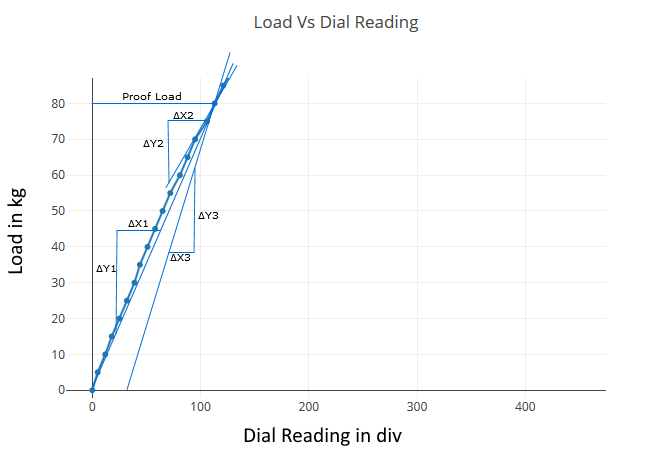 Load Vs Dial Reading
Load in kg
80
70
60
50
40
30
20
10
0
Proof Load
ΔX2
ΔY2
ΔY3
ΔX1
ΔX3
ΔY1
0 100 200 300 400
Dial Reading in div